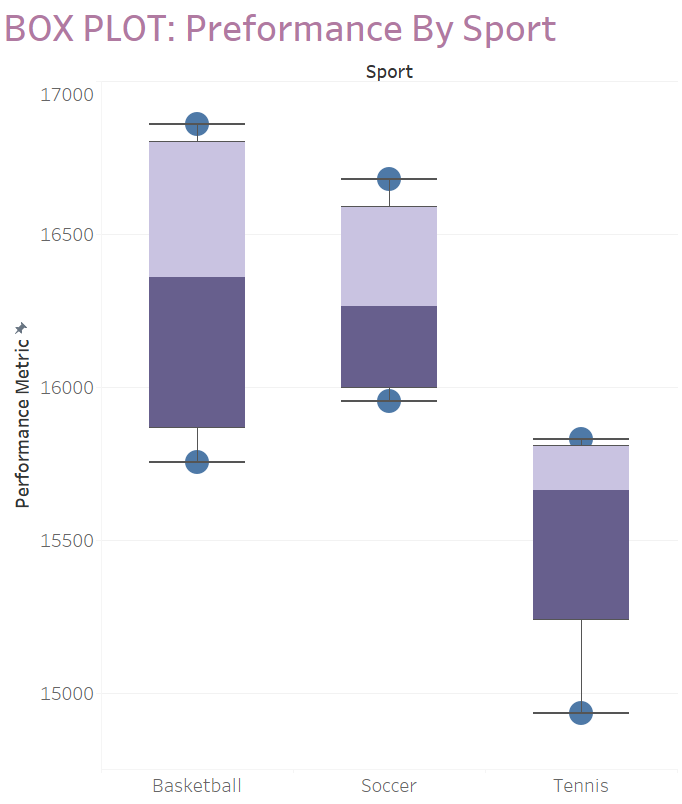 BOX PLOT: Preformance By Sport
Sport
17000
16500
16000
15500
15000
Performance Metric
Basketball Soccer Tennis